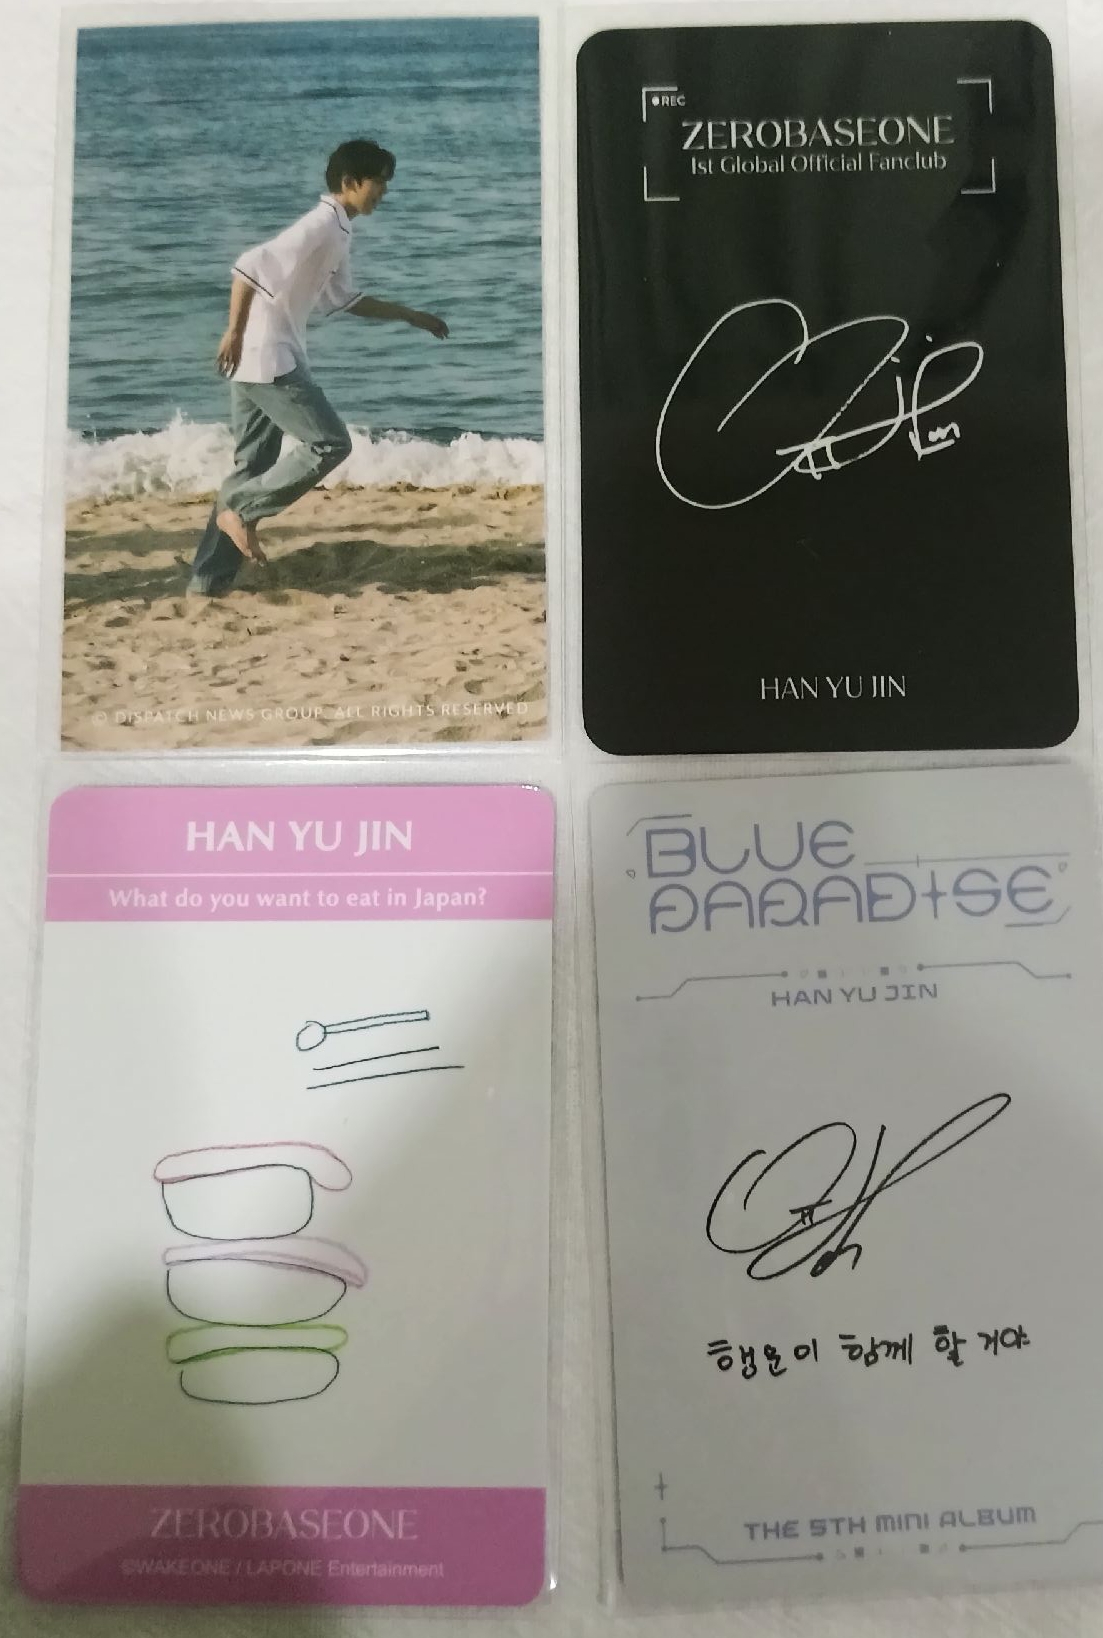 © DISPATCH NEWS GROUP. ALL RIGHTS RESERVED
REC
ZEROBASEONE
1st Global Official Fanclub
HAN YU JIN
HAN YU JIN
What do you want to eat in Japan?
ZEROBASEONE
©WAKEONE / LAPONE Entertainment
BLUE
PARADISE
HAN YU JIN
행운이 함께 할 거야
THE 5TH MINI ALBUM